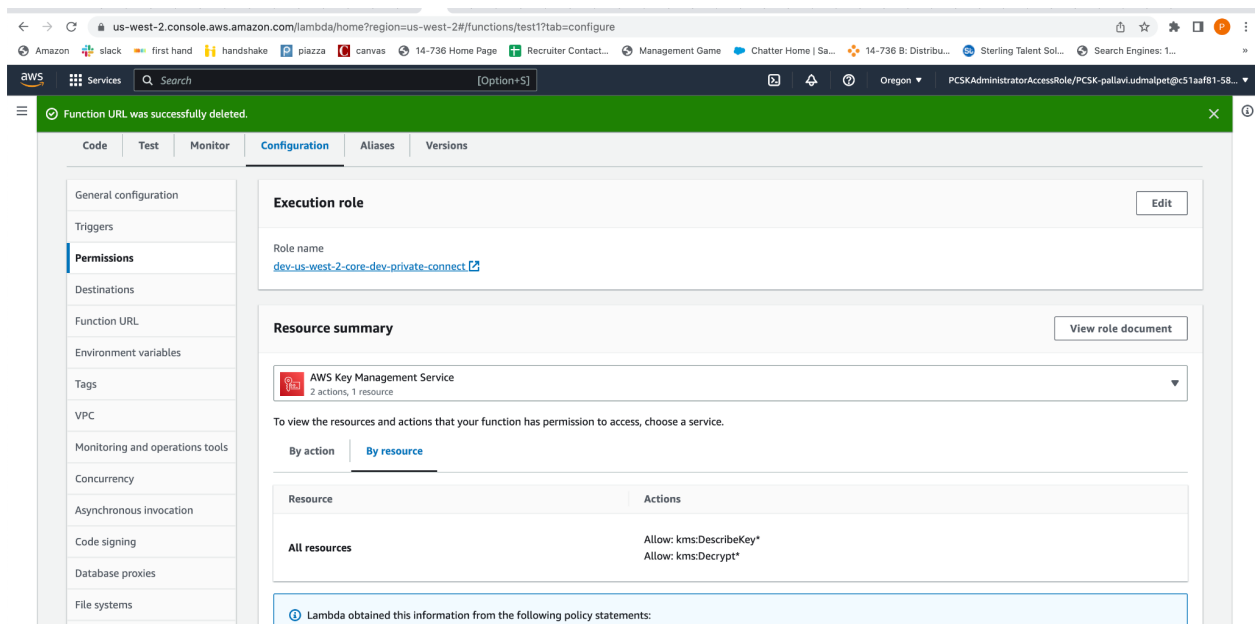 us-west-2.console.aws.amazon.com/lambda/home?region=us-west-2#/functions/test1?tab=configure
P
Amazon slack first hand handshake piazza canvas 14-736 Home Page Recruiter Contact... Management Game Chatter Home | Sa... 14-736 B: Distribu... Sterling Talent Sol... Search Engines: 1... »
aws Services Search [Option+S] Oregon PCSKAdministratorAccessRole/PCSK-pallavi.udmalpet@c51aaf81-58...
Function URL was successfully deleted.
Code Test Monitor Configuration Aliases Versions
General configuration
Triggers
Permissions
Destinations
Function URL
Environment variables
Tags
VPC
Monitoring and operations tools
Concurrency
Asynchronous invocation
Code signing
Database proxies
File systems
Execution role Edit
Role name
dev-us-west-2-core-dev-private-connect
Resource summary View role document
AWS Key Management Service
2 actions, 1 resource
To view the resources and actions that your function has permission to access, choose a service.
By action By resource
Resource Actions
All resources
Allow: kms:DescribeKey*
Allow: kms:Decrypt*
Lambda obtained this information from the following policy statements: